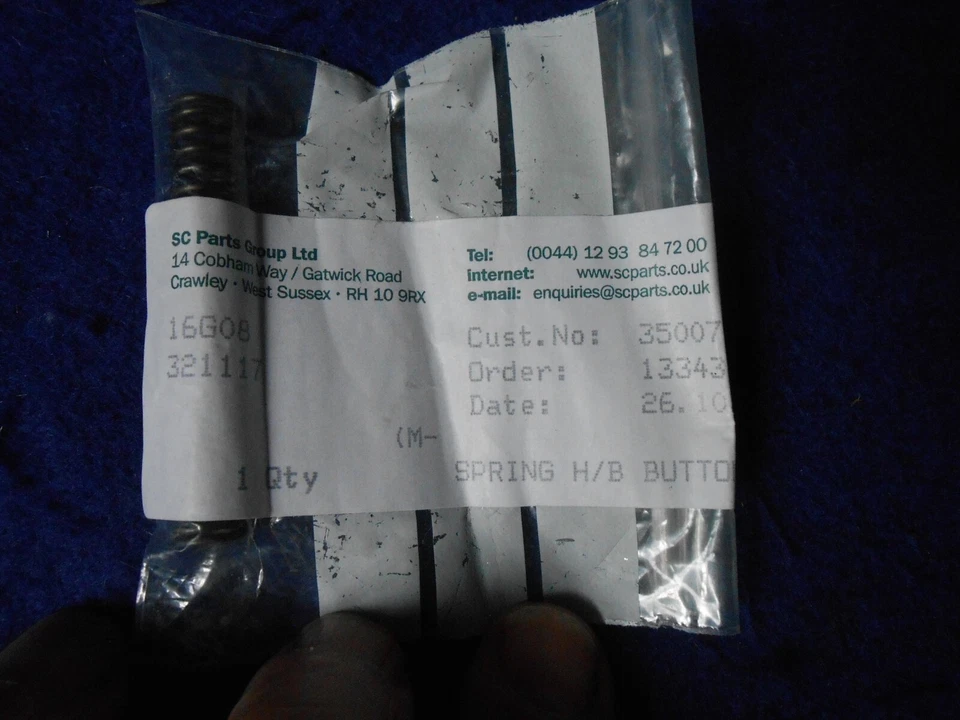 SC Parts Group Ltd
14 Cobham Way / Gatwick Road
Crawley · West Sussex · RH 10 9RX
Tel: (0044) 12 93 84 72 00
internet: www.scparts.co.uk
e-mail: enquiries@scparts.co.uk
16G08
321117
Cust.No: 35007
Order: 13343
Date: 26.10
(M-
1 Qty SPRING H/B BUTTO